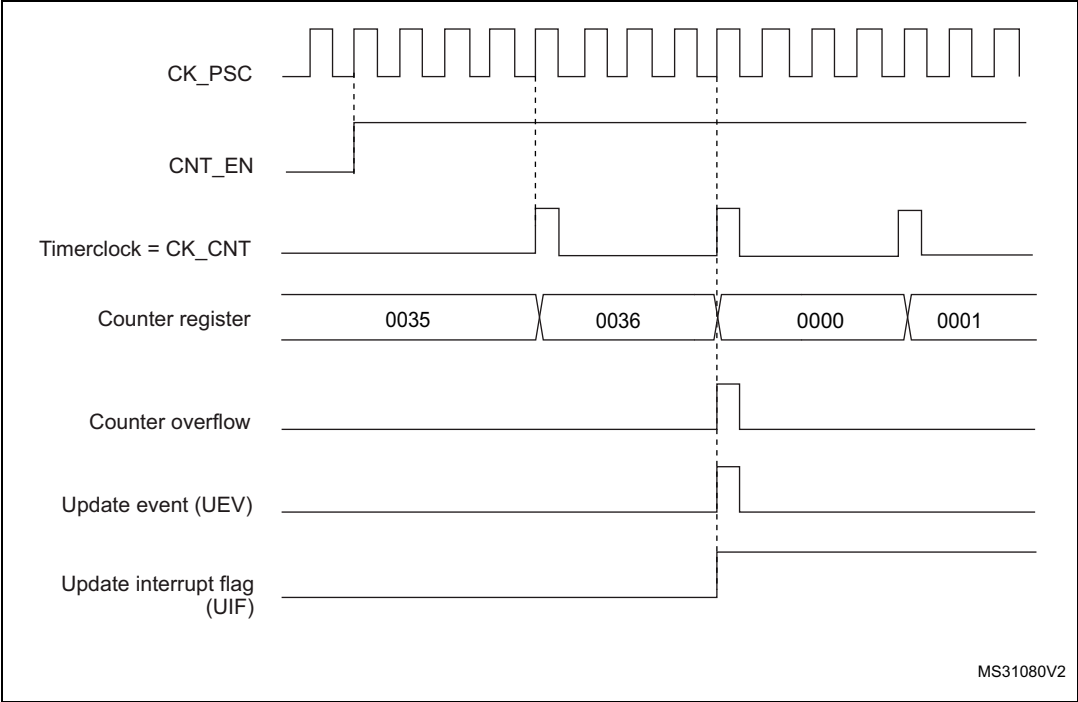 CK_PSC
CNT_EN
Timerclock = CK_CNT
Counter register
0035 0036 0000 0001
Counter overflow
Update event (UEV)
Update interrupt flag
(UIF)
MS31080V2